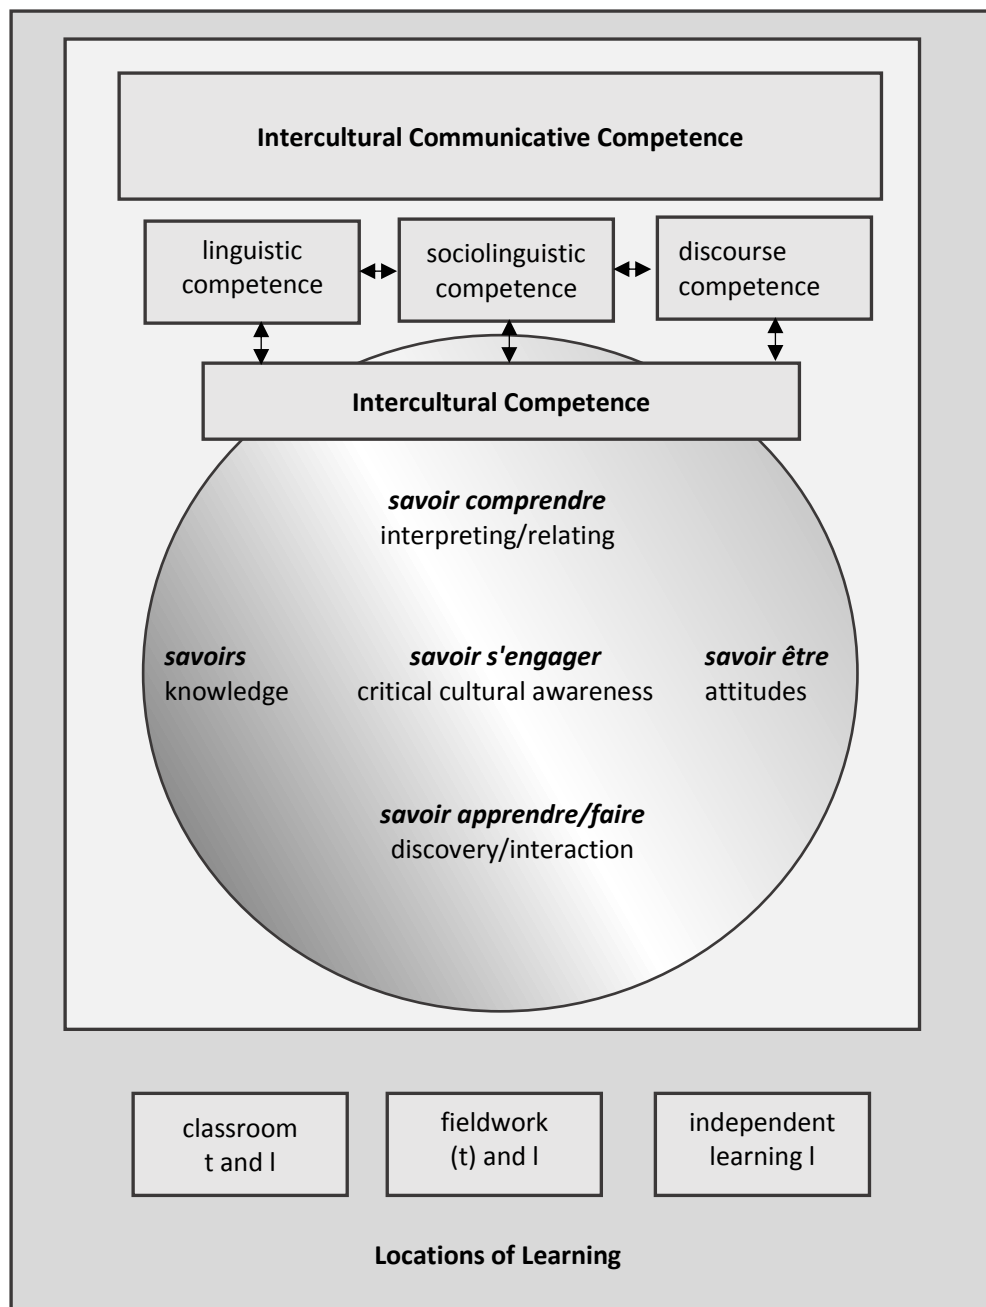 Intercultural Communicative Competence
linguistic
competence
sociolinguistic
competence
discourse
competence
Intercultural Competence
savoir comprendre
interpreting/relating
savoirs
knowledge
savoir s'engager
critical cultural awareness
savoir être
attitudes
savoir apprendre/faire
discovery/interaction
classroom
t and l
fieldwork
(t) and l
independent
learning l
Locations of Learning